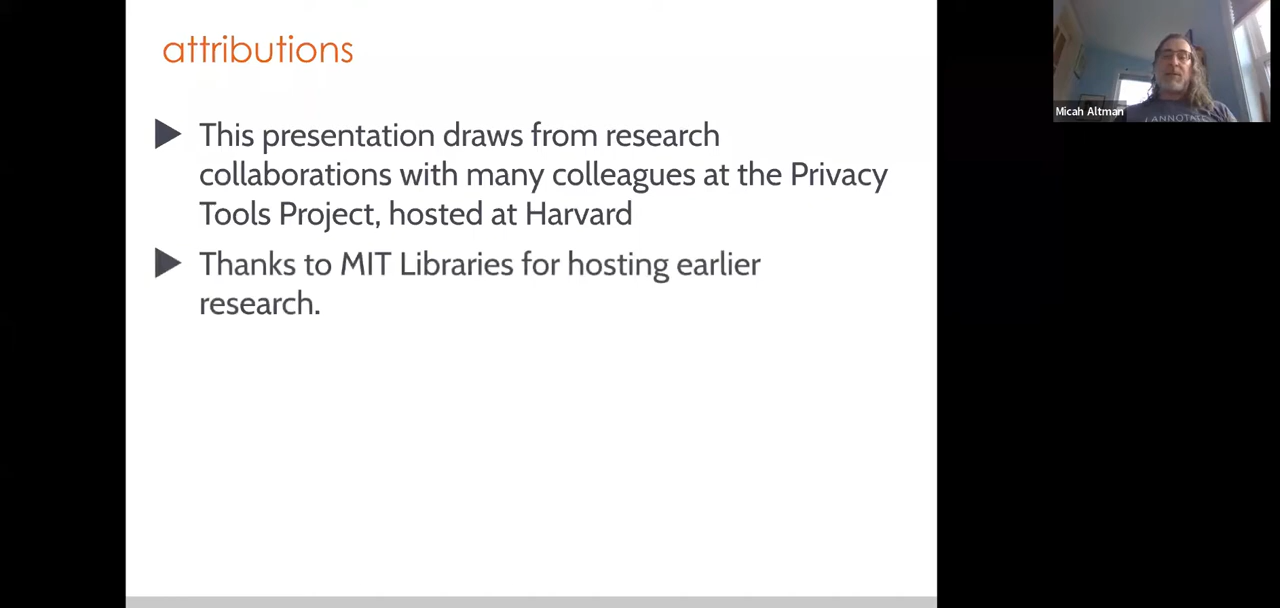 attributions
This presentation draws from research
collaborations with many colleagues at the Privacy
Tools Project, hosted at Harvard
Thanks to MIT Libraries for hosting earlier
research.
Micah Altman
I ANNOTATE